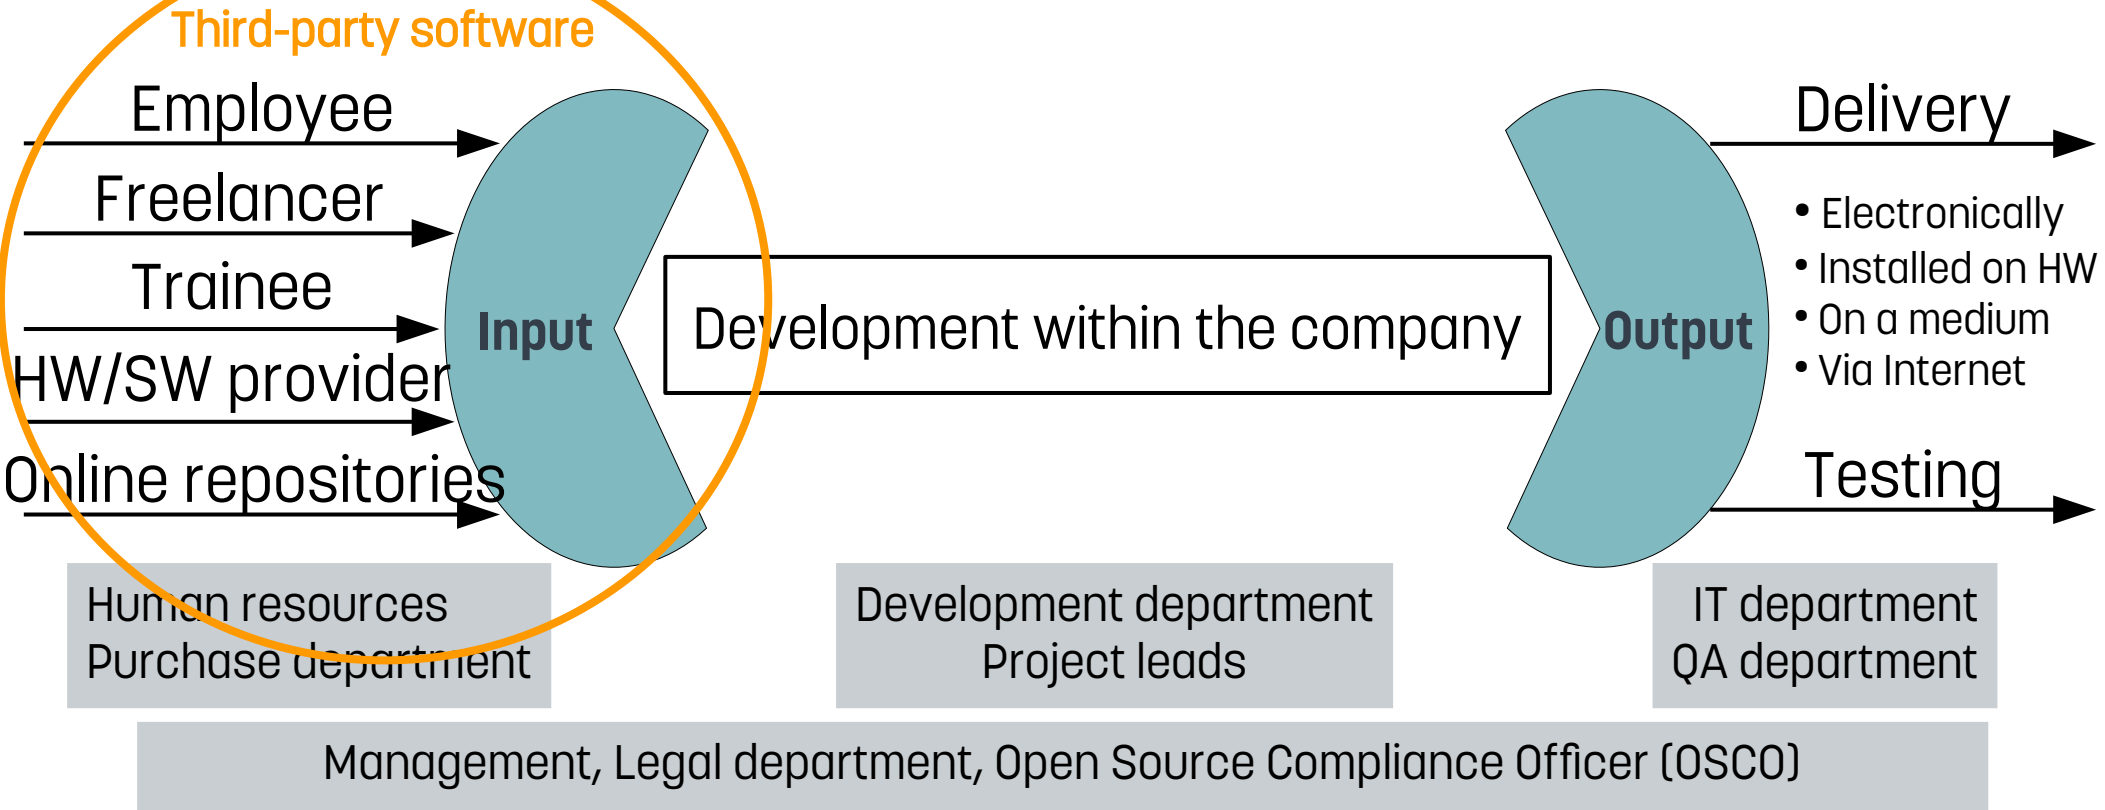 Third-party software
Employee
Freelancer
Trainee
HW/SW provider
Online repositories
Input
Development within the company
Output
Delivery
• Electronically
• Installed on HW
• On a medium
• Via Internet
Testing
Human resources
Purchase department
Development department
Project leads
IT department
QA department
Management, Legal department, Open Source Compliance Officer (OSCO)